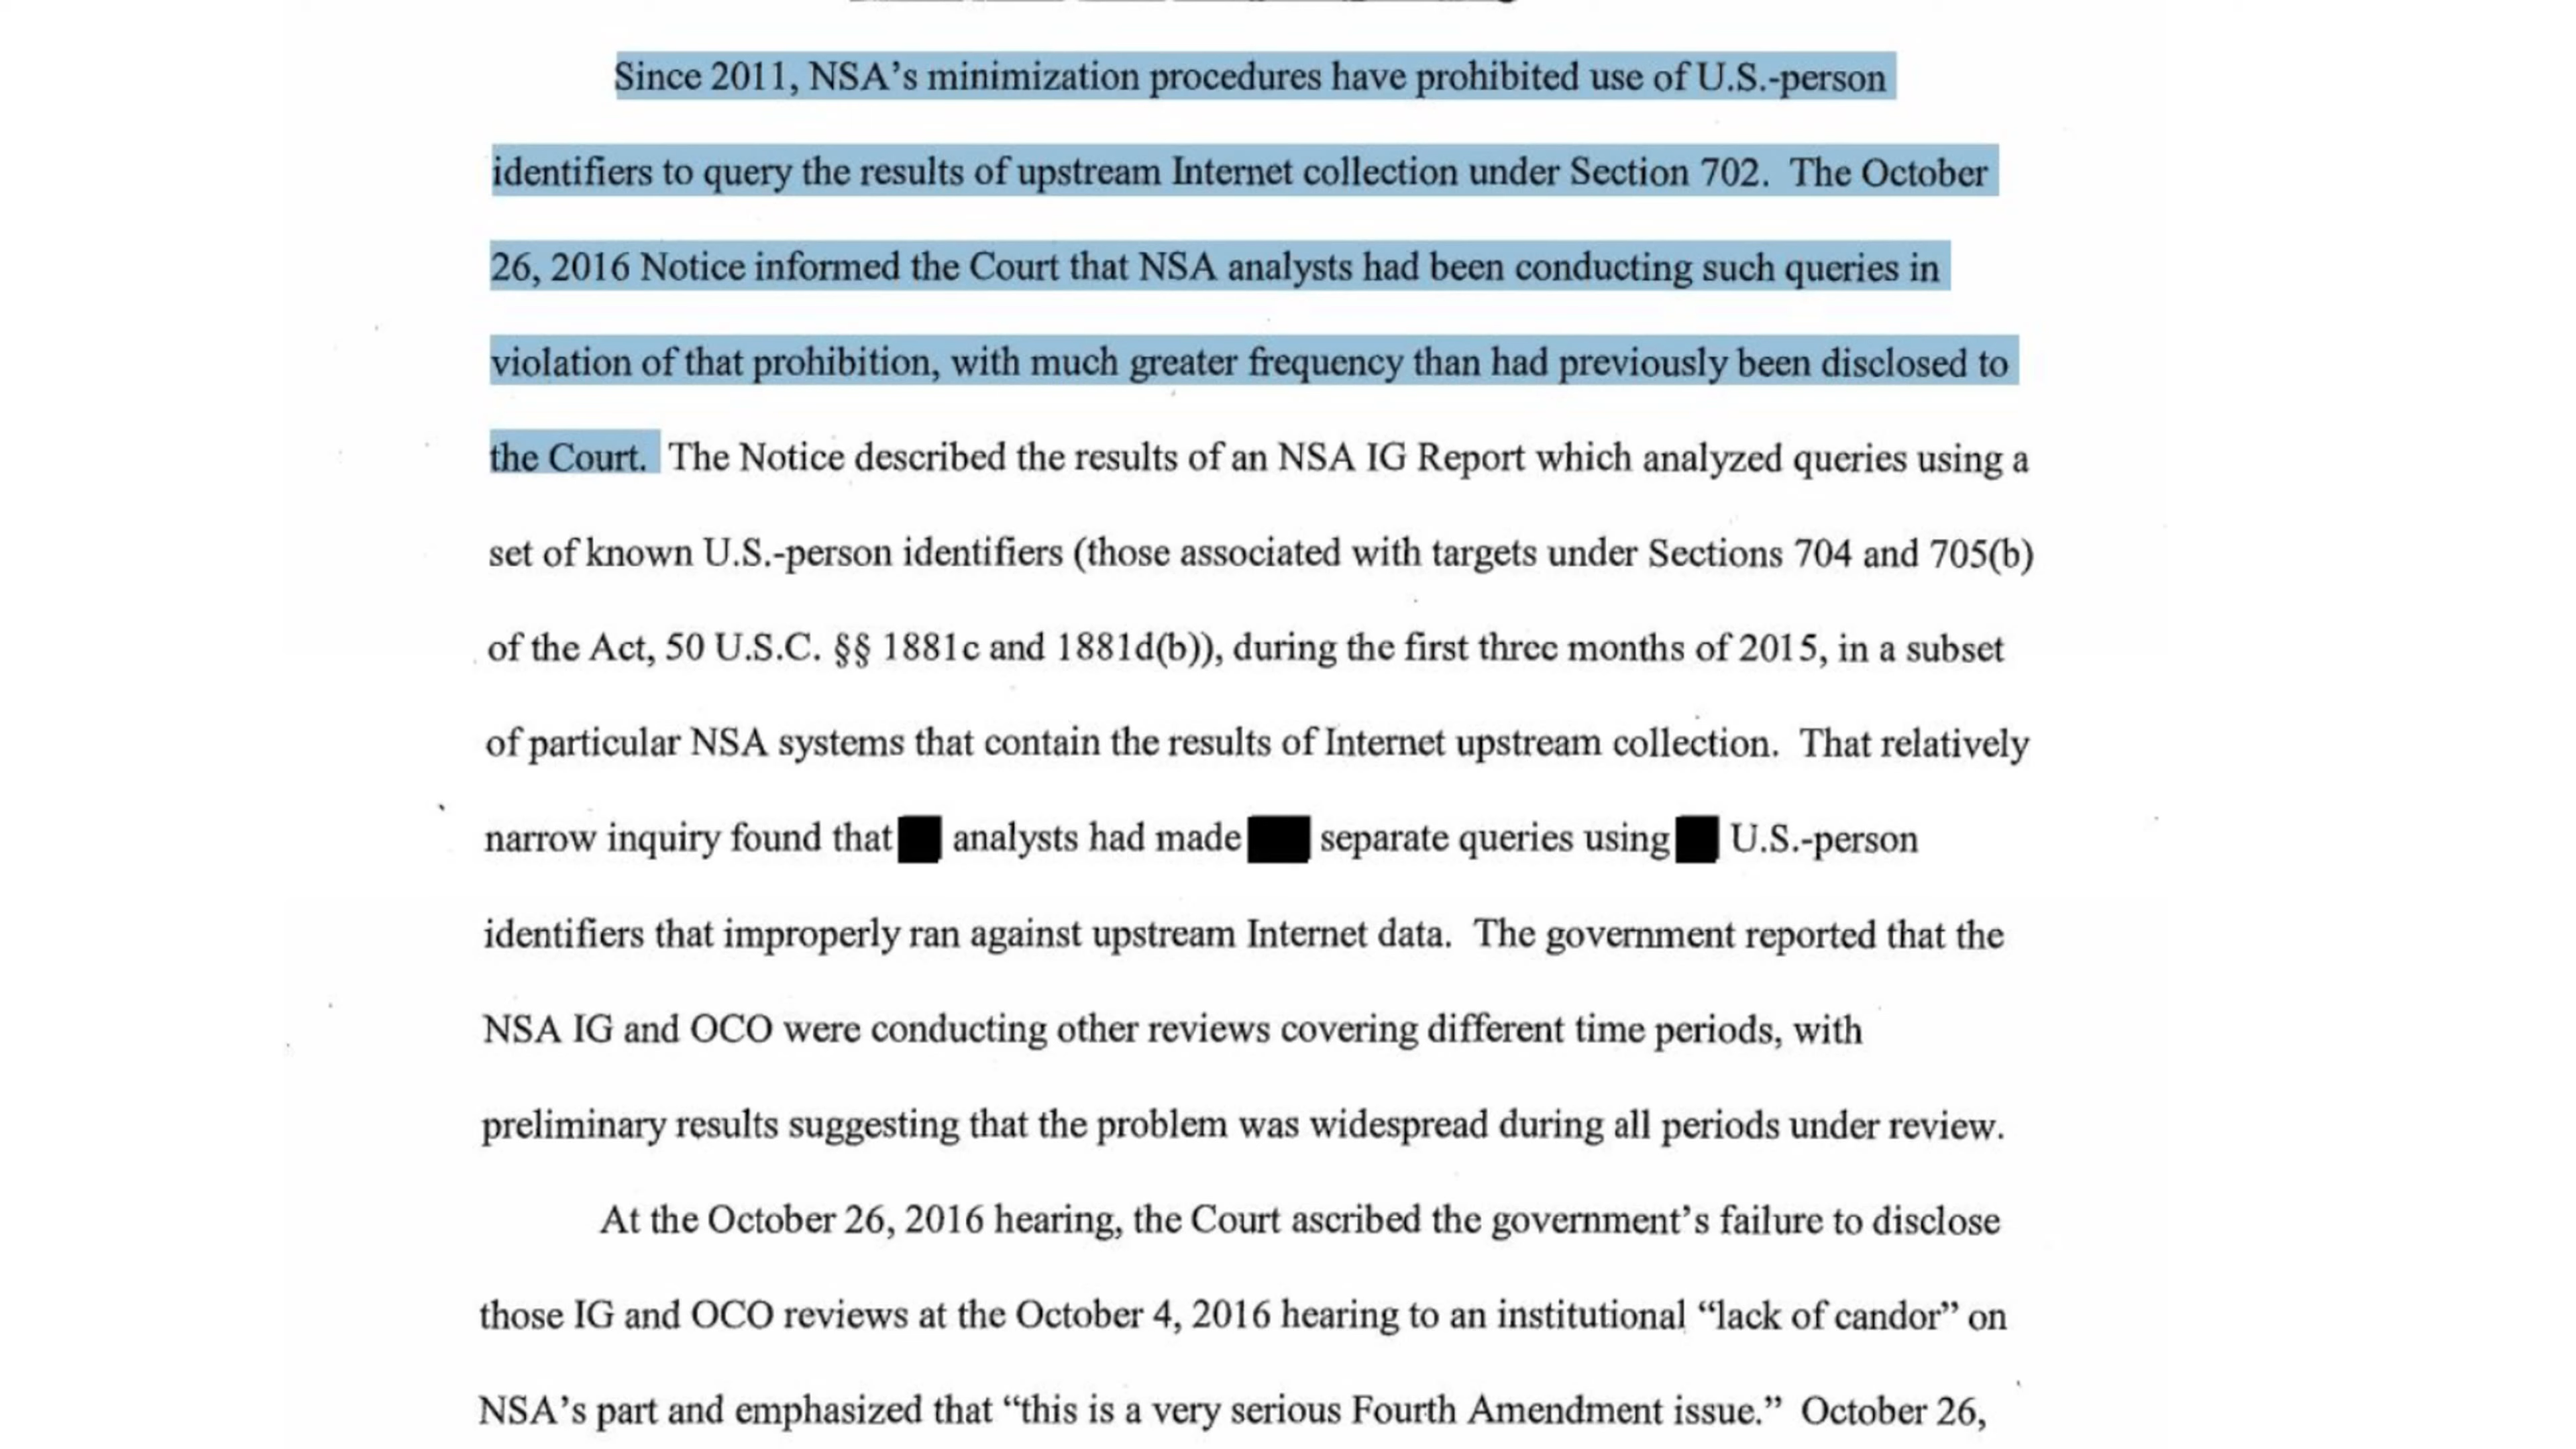 Since 2011, NSA's minimization procedures have prohibited use of U.S.-person
identifiers to query the results of upstream Internet collection under Section 702. The October
26, 2016 Notice informed the Court that NSA analysts had been conducting such queries in
violation of that prohibition, with much greater frequency than had previously been disclosed to
the Court. The Notice described the results of an NSA IG Report which analyzed queries using a
set of known U.S.-person identifiers (those associated with targets under Sections 704 and 705(b)
of the Act, 50 U.S.C. §§ 1881c and 1881d(b)), during the first three months of 2015, in a subset
of particular NSA systems that contain the results of Internet upstream collection. That relatively
narrow inquiry found that analysts had made separate queries using U.S.-person
identifiers that improperly ran against upstream Internet data. The government reported that the
NSA IG and OCO were conducting other reviews covering different time periods, with
preliminary results suggesting that the problem was widespread during all periods under review.
At the October 26, 2016 hearing, the Court ascribed the government's failure to disclose
those IG and OCO reviews at the October 4, 2016 hearing to an institutional “lack of candor” on
NSA's part and emphasized that “this is a very serious Fourth Amendment issue.” October 26,